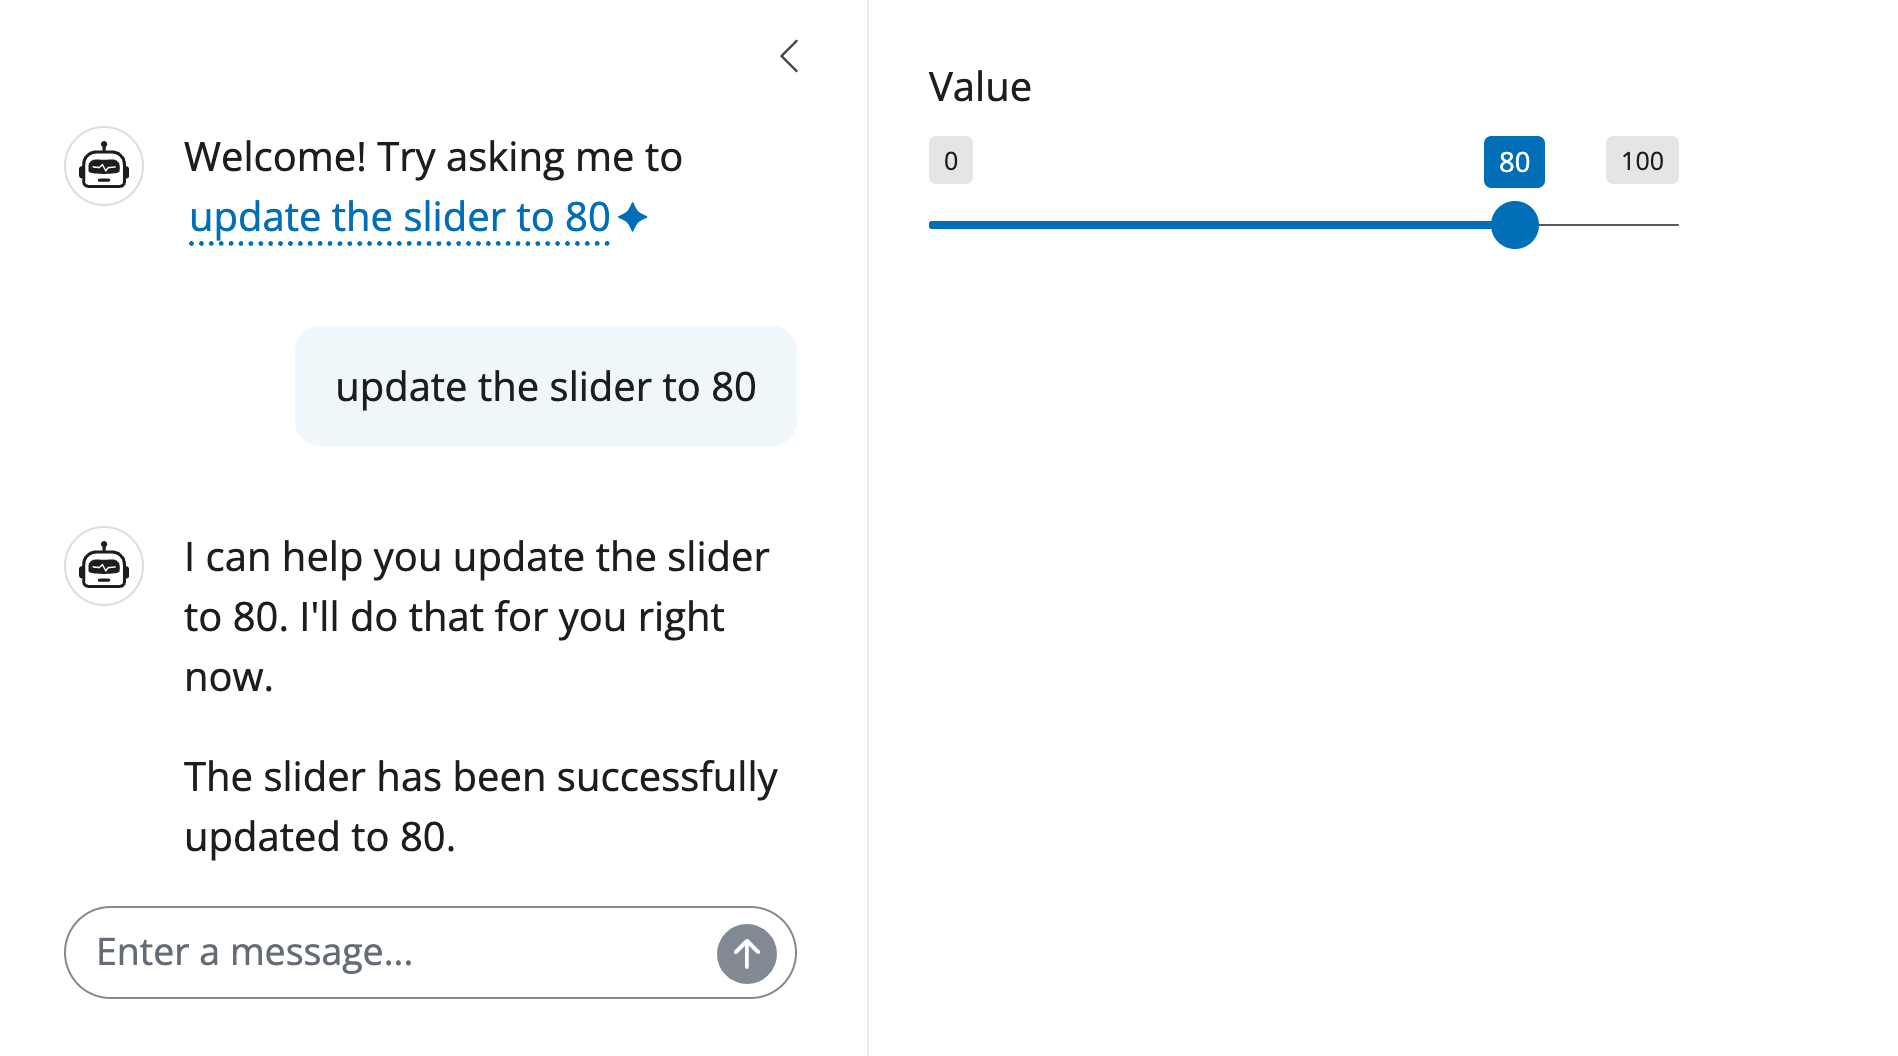 Welcome! Try asking me to
update the slider to 80
update the slider to 80
I can help you update the slider
to 80. I'll do that for you right
now.
The slider has been successfully
updated to 80.
Enter a message...
Value
0
80
100